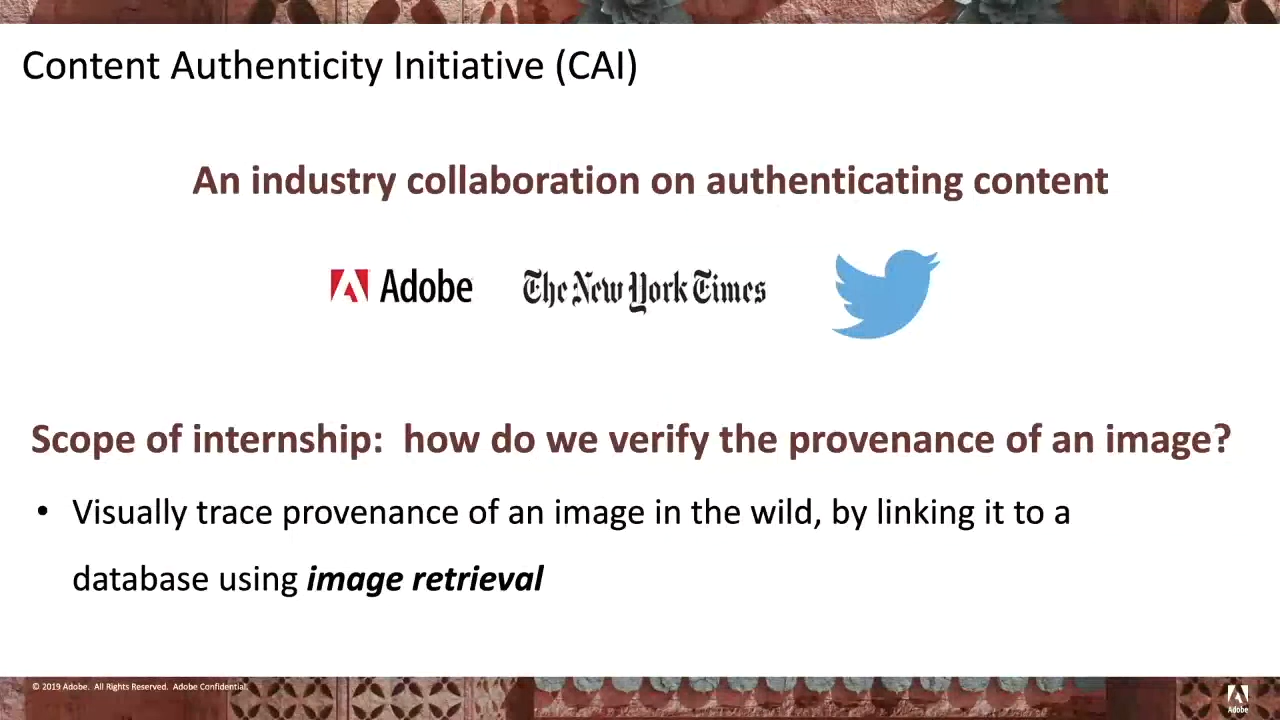 Content Authenticity Initiative (CAI)
An industry collaboration on authenticating content
Adobe
The New York Times
Scope of internship:  how do we verify the provenance of an image?
• Visually trace provenance of an image in the wild, by linking it to a
database using image retrieval
© 2019 Adobe.  All Rights Reserved.  Adobe Confidential.
Adobe